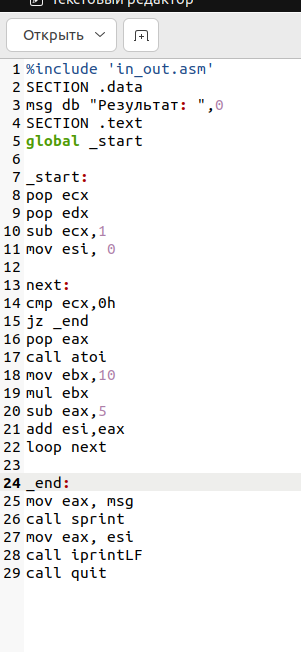 Текстовый редактор
Открыть
1 %include 'in_out.asm'
2 SECTION .data
3 msg db "Результат: ",0
4 SECTION .text
5 global _start
6
7 _start:
8 pop ecx
9 pop edx
10 sub ecx,1
11 mov esi, 0
12
13 next:
14 cmp ecx,0h
15 jz _end
16 pop eax
17 call atoi
18 mov ebx,10
19 mul ebx
20 sub eax,5
21 add esi,eax
22 loop next
23
24 _end:
25 mov eax, msg
26 call sprint
27 mov eax, esi
28 call iprintLF
29 call quit